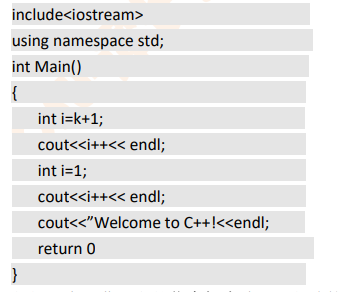 include<iostream>
using namespace std;
int Main()
{
int i=k+1;
cout<<i++<< endl;
int i=1;
cout<<i++<< endl;
cout<<”Welcome to C++!<<endl;
return 0
}